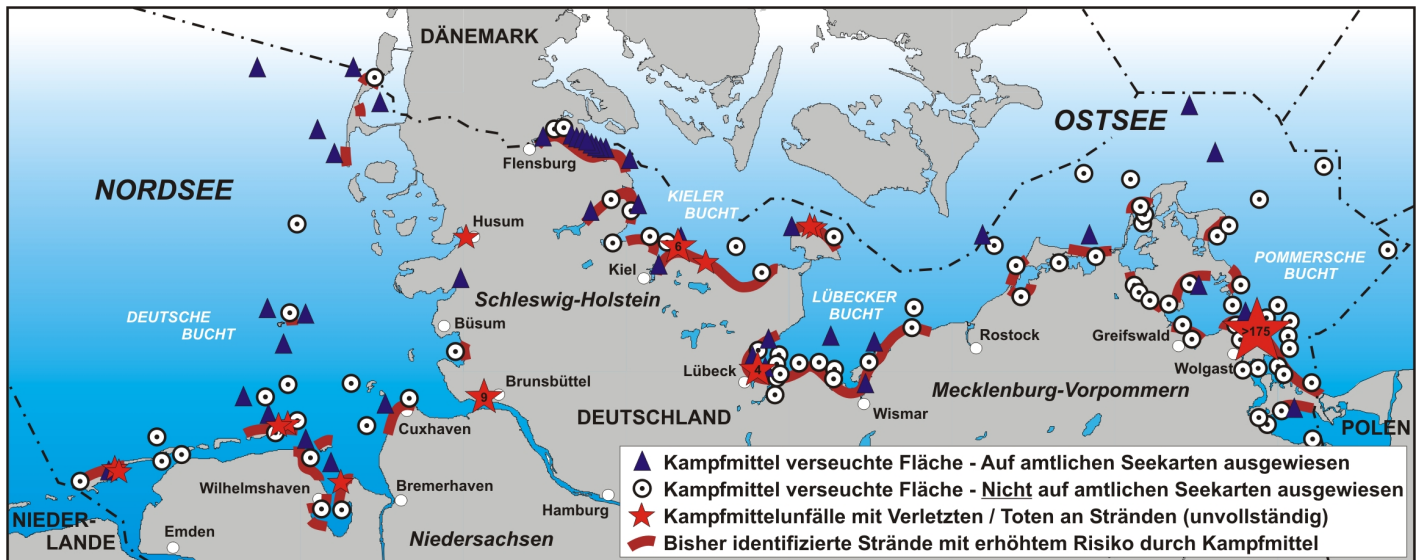 DÄNEMARK
OSTSEE
Flensburg
NORDSEE
KIELER
BUCHT
Husum
6
Kiel
POMMERSCHE
BUCHT
Schleswig-Holstein
LÜBECKER
BUCHT
DEUTSCHE
BUCHT
Büsum
Rostock
Greifswald
>175
Lübeck
4
Wolgast
Brunsbüttel
9
Mecklenburg-Vorpommern
DEUTSCHLAND
Wismar
Cuxhaven
POLEN
Wilhelmshaven
Bremerhaven
Hamburg
NIEDER-
LANDE
Emden
Niedersachsen
Kampfmittel verseuchte Fläche - Auf amtlichen Seekarten ausgewiesen
Kampfmittel verseuchte Fläche - Nicht auf amtlichen Seekarten ausgewiesen
Kampfmittelunfälle mit Verletzten / Toten an Stränden (unvollständig)
Bisher identifizierte Strände mit erhöhtem Risiko durch Kampfmittel